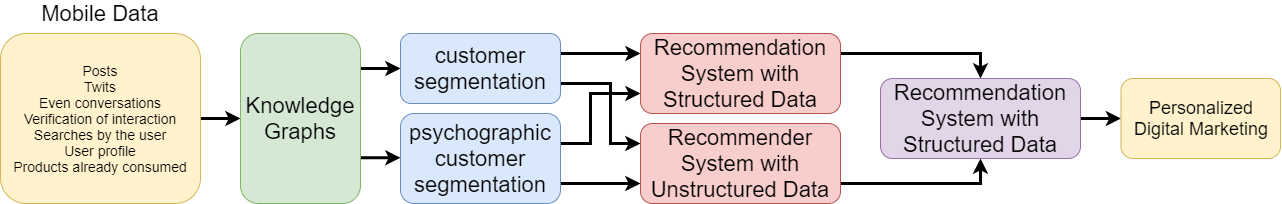 Mobile Data
Posts
Twits
Even conversations
Verification of interaction
Searches by the user
User profile
Products already consumed
Knowledge
Graphs
customer
segmentation
psychographic
customer
segmentation
Recommendation
System with
Structured Data
Recommender
System with
Unstructured Data
Recommendation
System with
Structured Data
Personalized
Digital Marketing